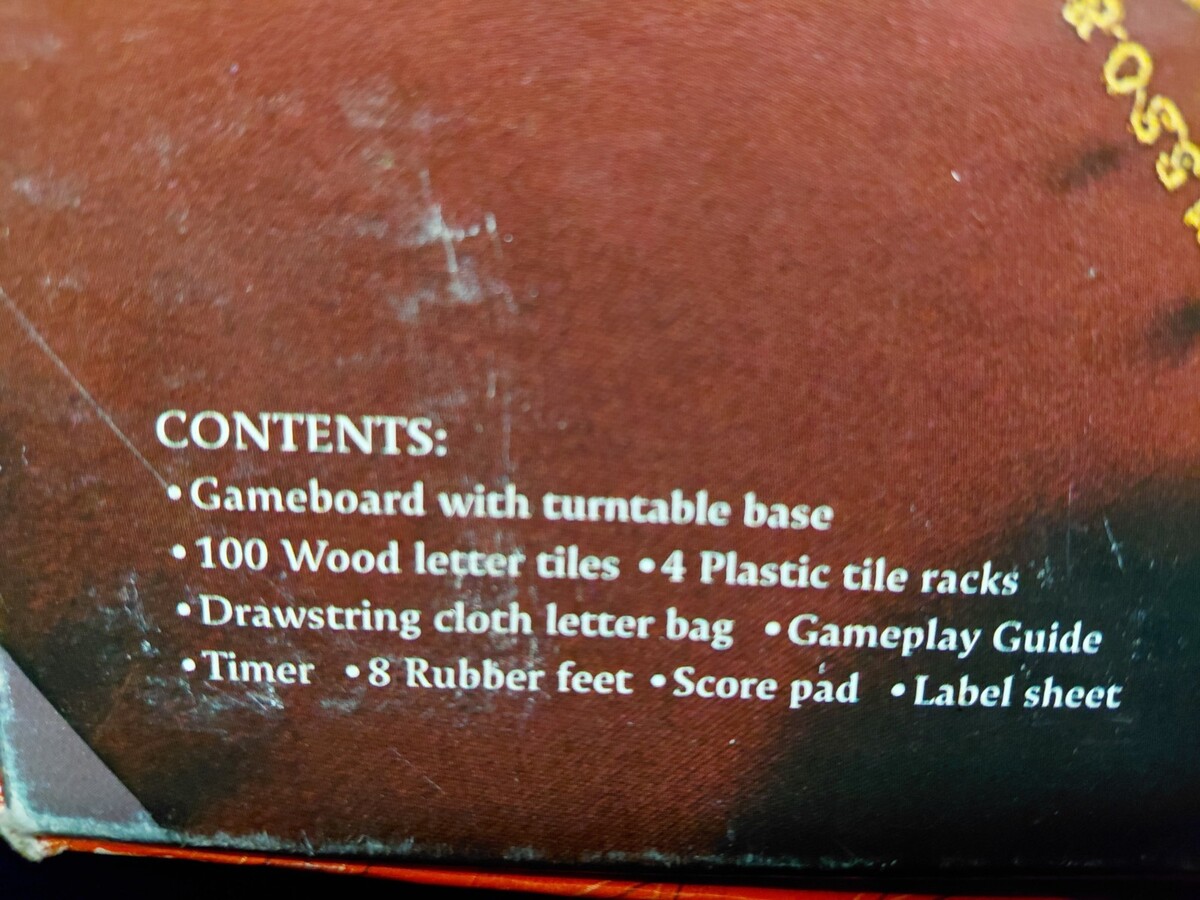 CONTENTS:
•Gameboard with turntable base
•100 Wood letter tiles •4 Plastic tile racks
•Drawstring cloth letter bag •Gameplay Guide
•Timer •8 Rubber feet •Score pad •Label sheet